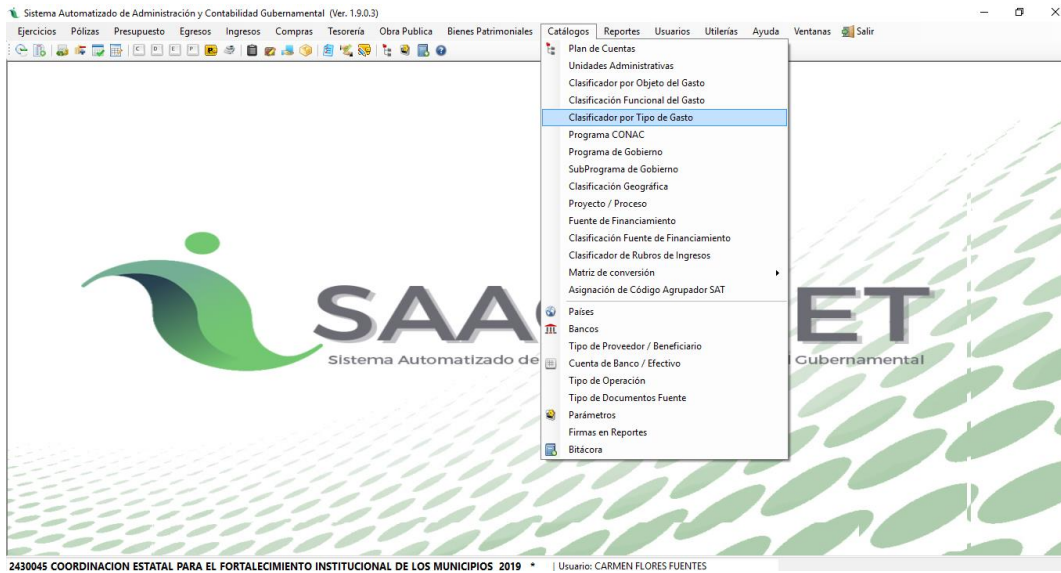 Sistema Automatizado de Administración y Contabilidad Gubernamental (Ver. 1.9.0.3)
Ejercicios Pólizas Presupuesto Egresos Ingresos Compras Tesorería Obra Publica Bienes Patrimoniales Catálogos Reportes Usuarios Utilerías Ayuda Ventanas Salir
Plan de Cuentas
Unidades Administrativas
Clasificador por Objeto del Gasto
Clasificación Funcional del Gasto
Clasificador por Tipo de Gasto
Programa CONAC
Programa de Gobierno
SubPrograma de Gobierno
Clasificación Geográfica
Proyecto / Proceso
Fuente de Financiamiento
Clasificación Fuente de Financiamiento
Clasificador de Rubros de Ingresos
Matriz de conversión
Asignación de Código Agrupador SAT
Países
Bancos
Tipo de Proveedor / Beneficiario
Cuenta de Banco / Efectivo
Tipo de Operación
Tipo de Documentos Fuente
Parámetros
Firmas en Reportes
Bitácora
SAA ET
Sistema Automatizado de Gubernamental
2430045 COORDINACION ESTATAL PARA EL FORTALECIMIENTO INSTITUCIONAL DE LOS MUNICIPIOS 2019 * | Usuario: CARMEN FLORES FUENTES